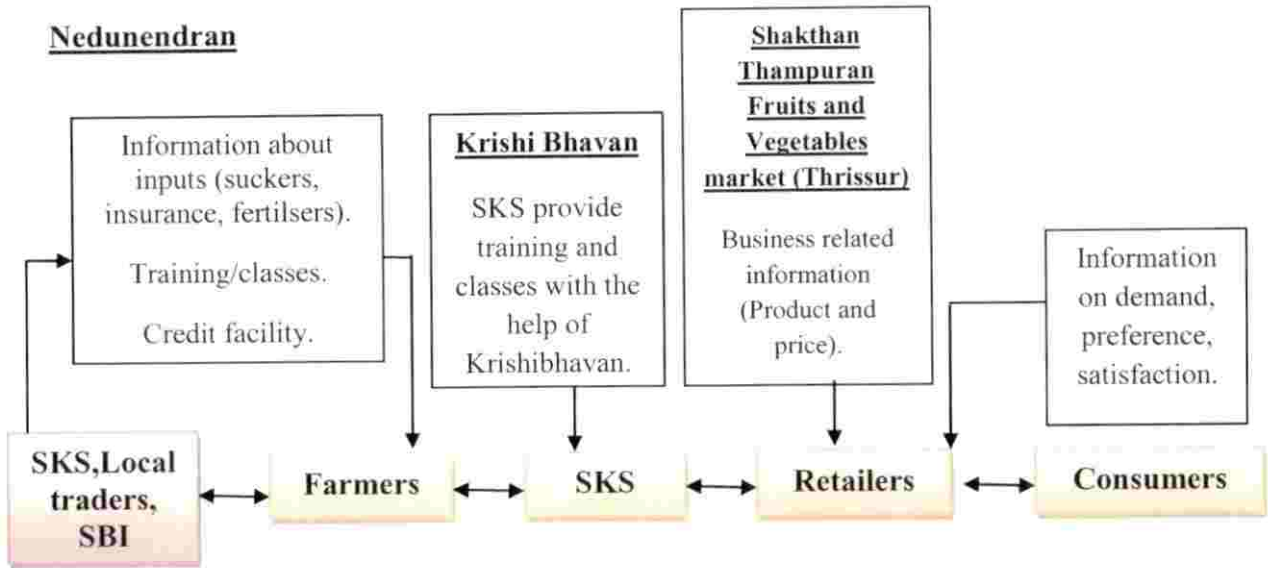 Nedunendran
Information about
inputs (suckers,
insurance, fertilsers).
Training/classes.
Credit facility.
Krishi Bhavan
SKS provide
training and
classes with the
help of
Krishibhavan.
Shakthan
Thampuran
Fruits and
Vegetables
market (Thrissur)
Business related
information
(Product and
price).
Information
on demand,
preference,
satisfaction.
SKS,Local
traders,
SBI
Farmers
SKS
Retailers
Consumers